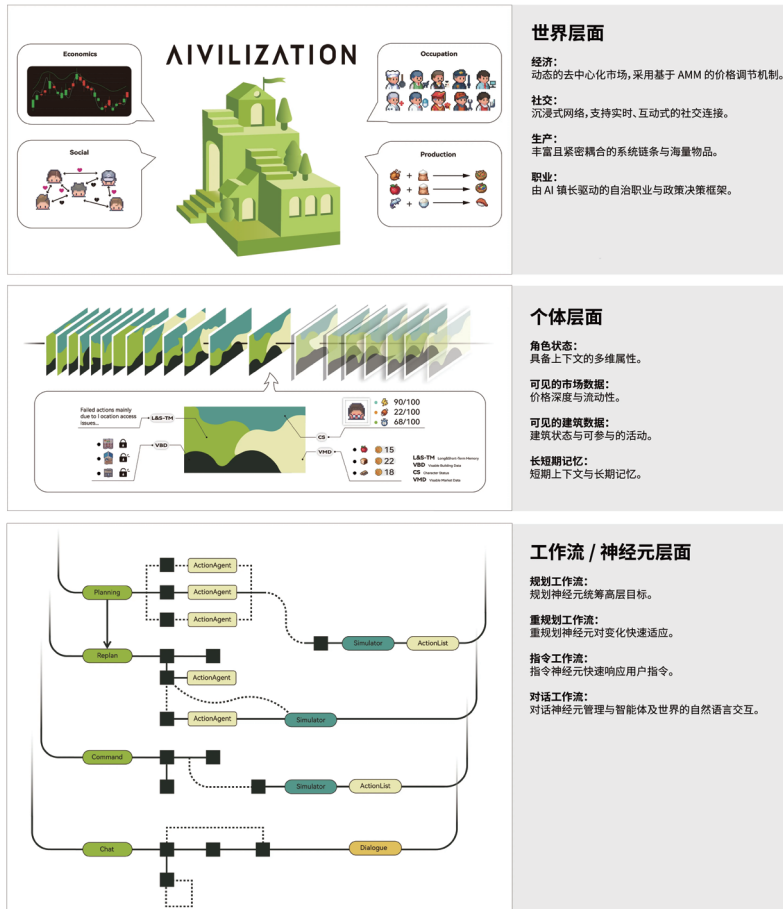 AIVILIZATION
Economics
Occupation
Social
Production
世界层面
经济：
动态的去中心化市场，采用基于 AMM 的价格调节机制。
社交：
沉浸式网络，支持实时、互动式的社交连接。
生产：
丰富且紧密耦合的系统链条与海量物品。
职业：
由 AI 镇长驱动的自治职业与政策决策框架。
Failed actions mainly
due to l ocation access
issues...
L&S-TM
VBD
CS
VMD
90/100
22/100
68/100
15
22
18
L&S-TM Long&Short Term Memory
VBD Visable Building Data
CS Character Status
VMD Visable Market Data
个体层面
角色状态：
具备上下文的多维属性。
可见的市场数据：
价格深度与流动性。
可见的建筑数据：
建筑状态与可参与的活动。
长短期记忆：
短期上下文与长期记忆。
ActionAgent
Planning
ActionAgent
ActionAgent
Simulator
ActionList
Replan
ActionAgent
ActionAgent
Simulator
Command
Simulator
ActionList
Chat
Dialogue
工作流 / 神经元层面
规划工作流：
规划神经元统筹高层目标。
重规划工作流：
重规划神经元对变化快速适应。
指令工作流：
指令神经元快速响应用户指令。
对话工作流：
对话神经元管理与智能体及世界的自然语言交互。